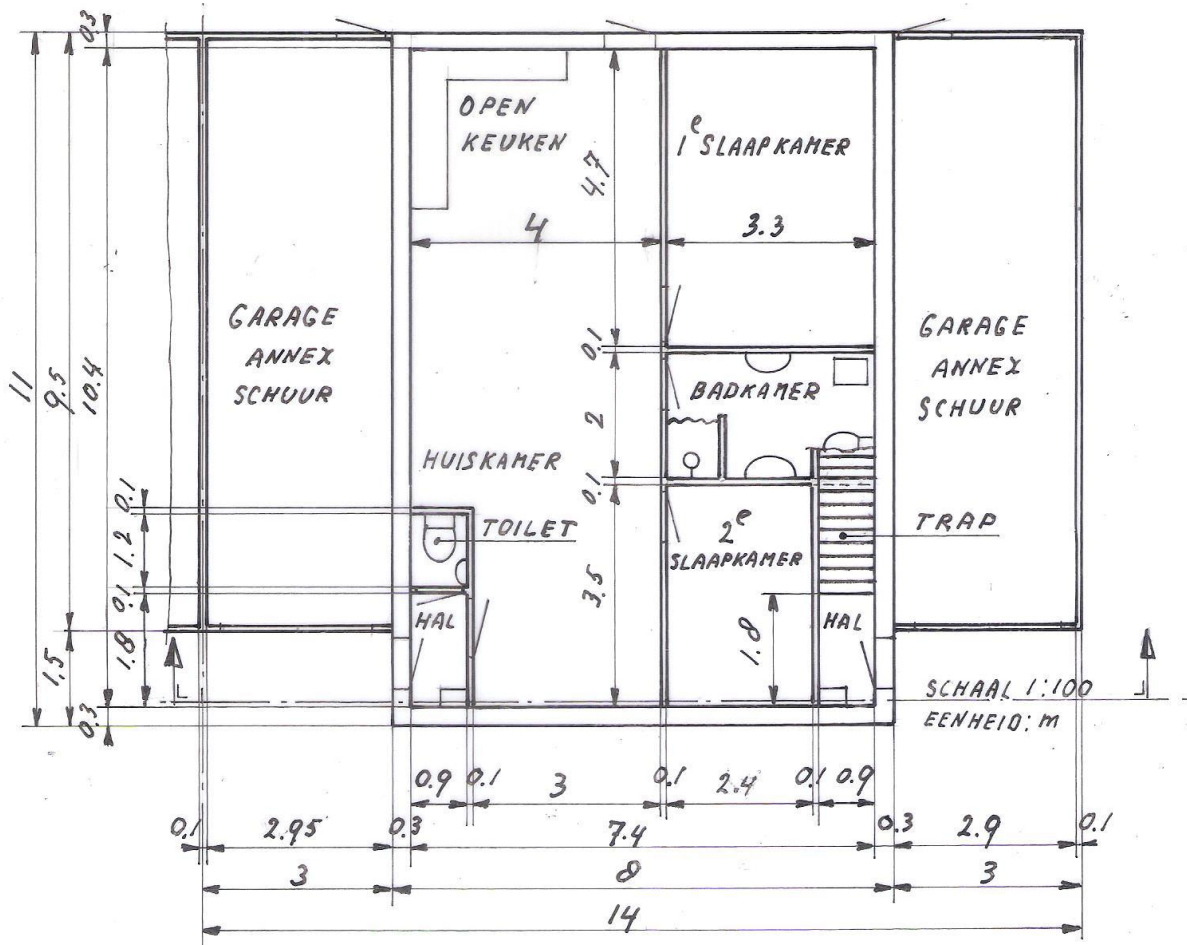 0.3
OPEN
KEUKEN
1e SLAAPKAMER
4.7
4
3.3
GARAGE
ANNEX
SCHUUR
GARAGE
ANNEX
SCHUUR
11
9.5
10.4
0.1
BADKAMER
2
HUISKAMER
0.1
0.1
TOILET
2e
SLAAPKAMER
TRAP
1.2
3.5
0.1
HAL
HAL
1.8
1.8
1,5
0.3
SCHAAL 1:100
EENHEID: m
0.9
0.1
3
0.1
2.4
0.1
0.9
0.1
2.95
0.3
7.4
0.3
2.9
0.1
3
8
3
14